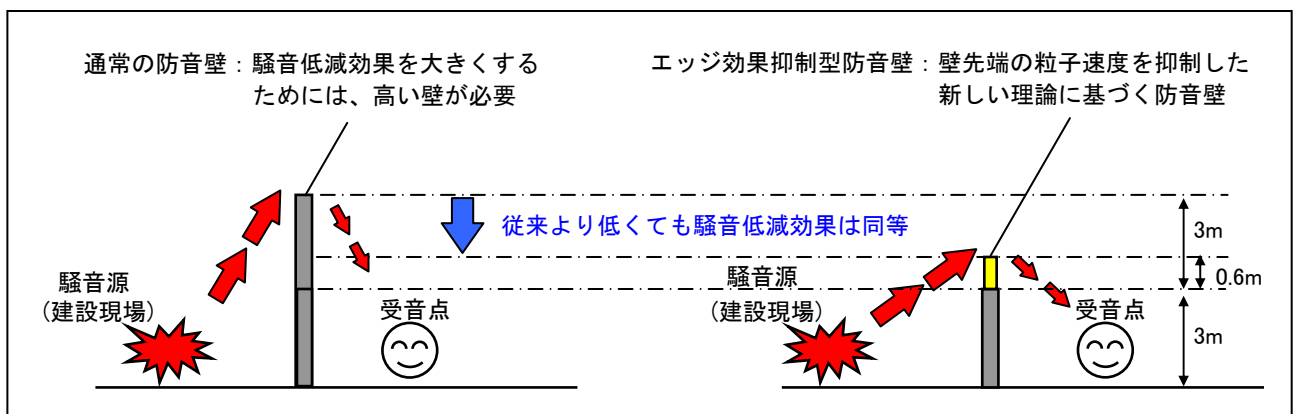 通常の防音壁：騒音低減効果を大きくする
ためには、高い壁が必要
エッジ効果抑制型防音壁：壁先端の粒子速度を抑制した
新しい理論に基づく防音壁
従来より低くても騒音低減効果は同等
3m
0.6m
騒音源
（建設現場）
受音点
騒音源
（建設現場）
受音点
3m